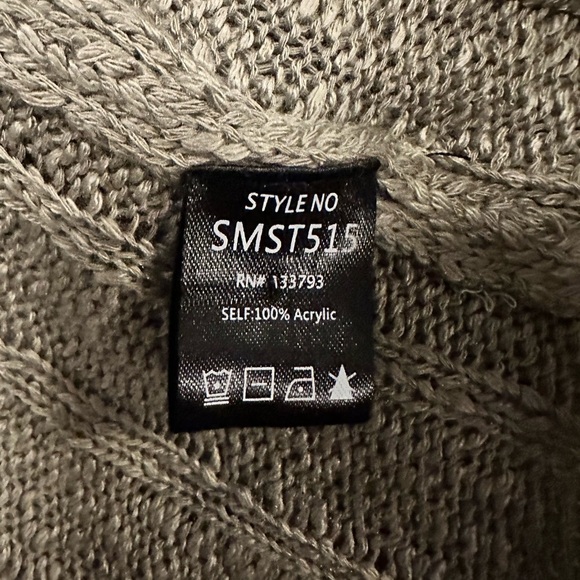 STYLE NO
SMST515
RN# 133793
SELF:100% Acrylic